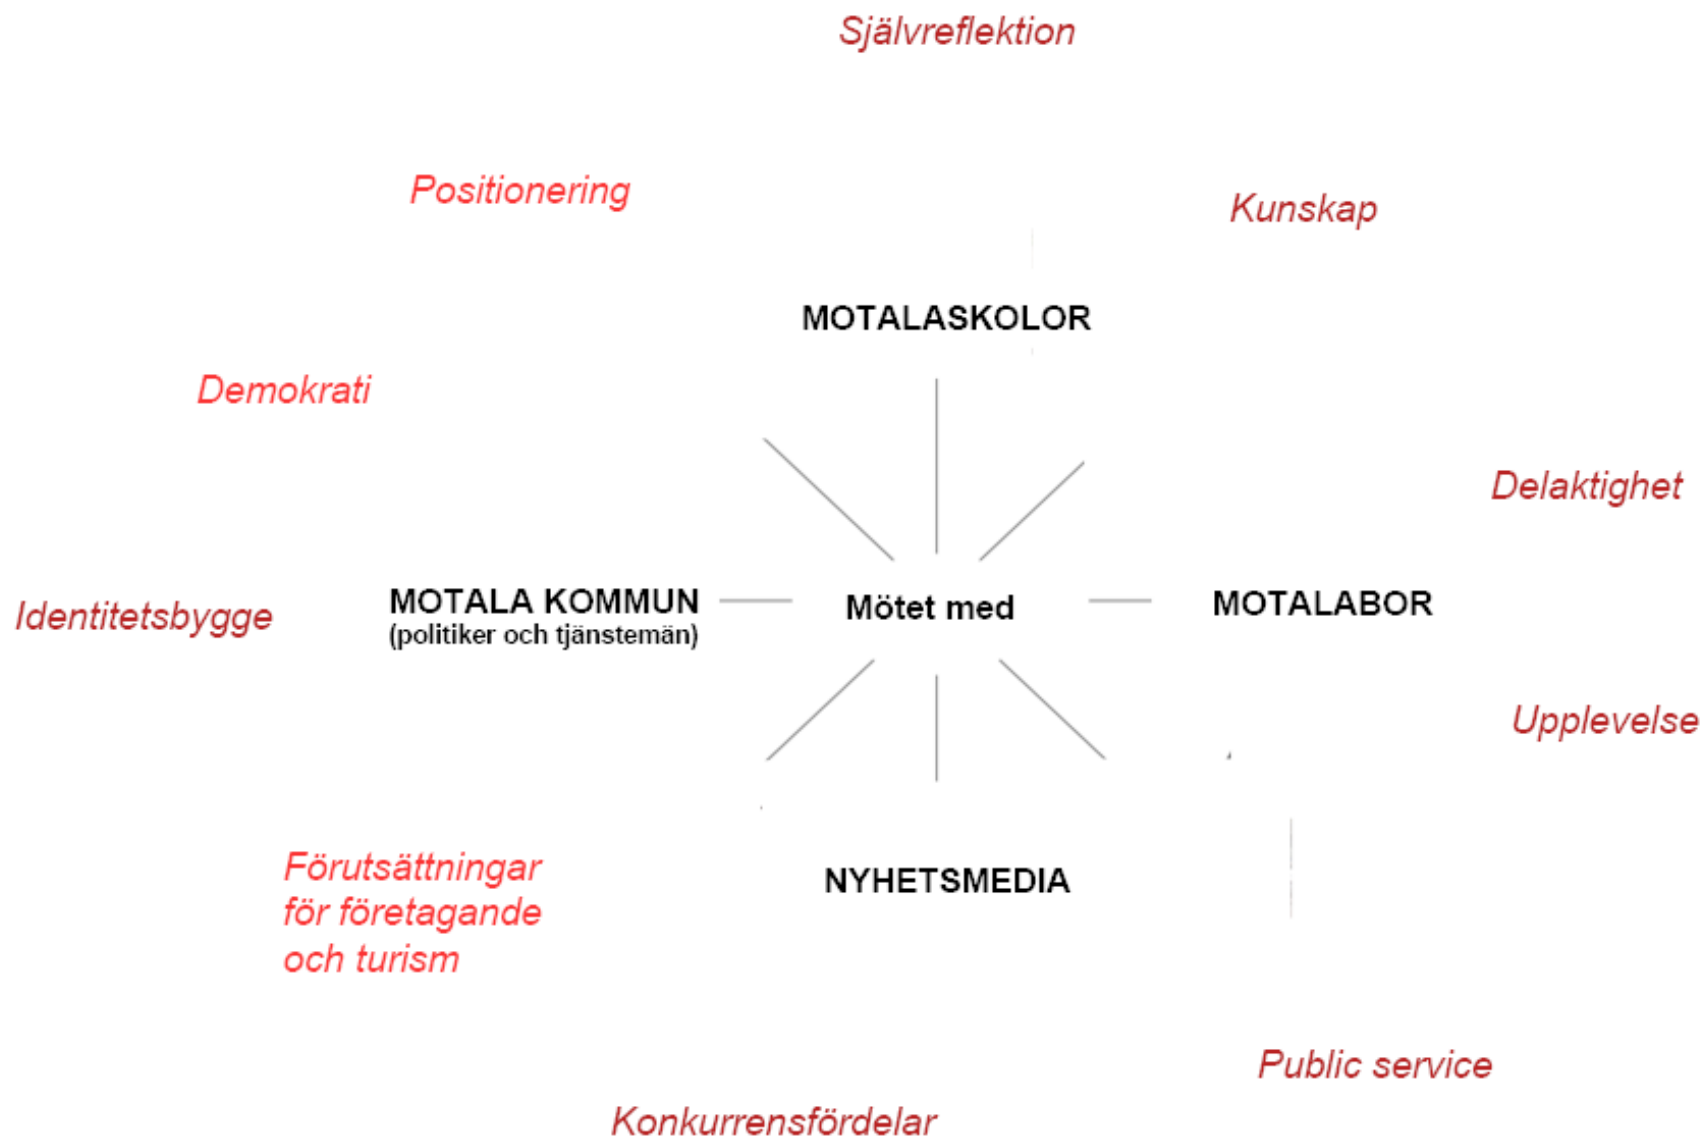 Självreflektion
Positionering
Kunskap
MOTALASKOLOR
Demokrati
Delaktighet
Identitetsbygge
MOTALA KOMMUN
(politiker och tjänstemän)
Mötet med
MOTALABOR
Upplevelse
Förutsättningar
för företagande
och turism
NYHETSMEDIA
Public service
Konkurrensfördelar